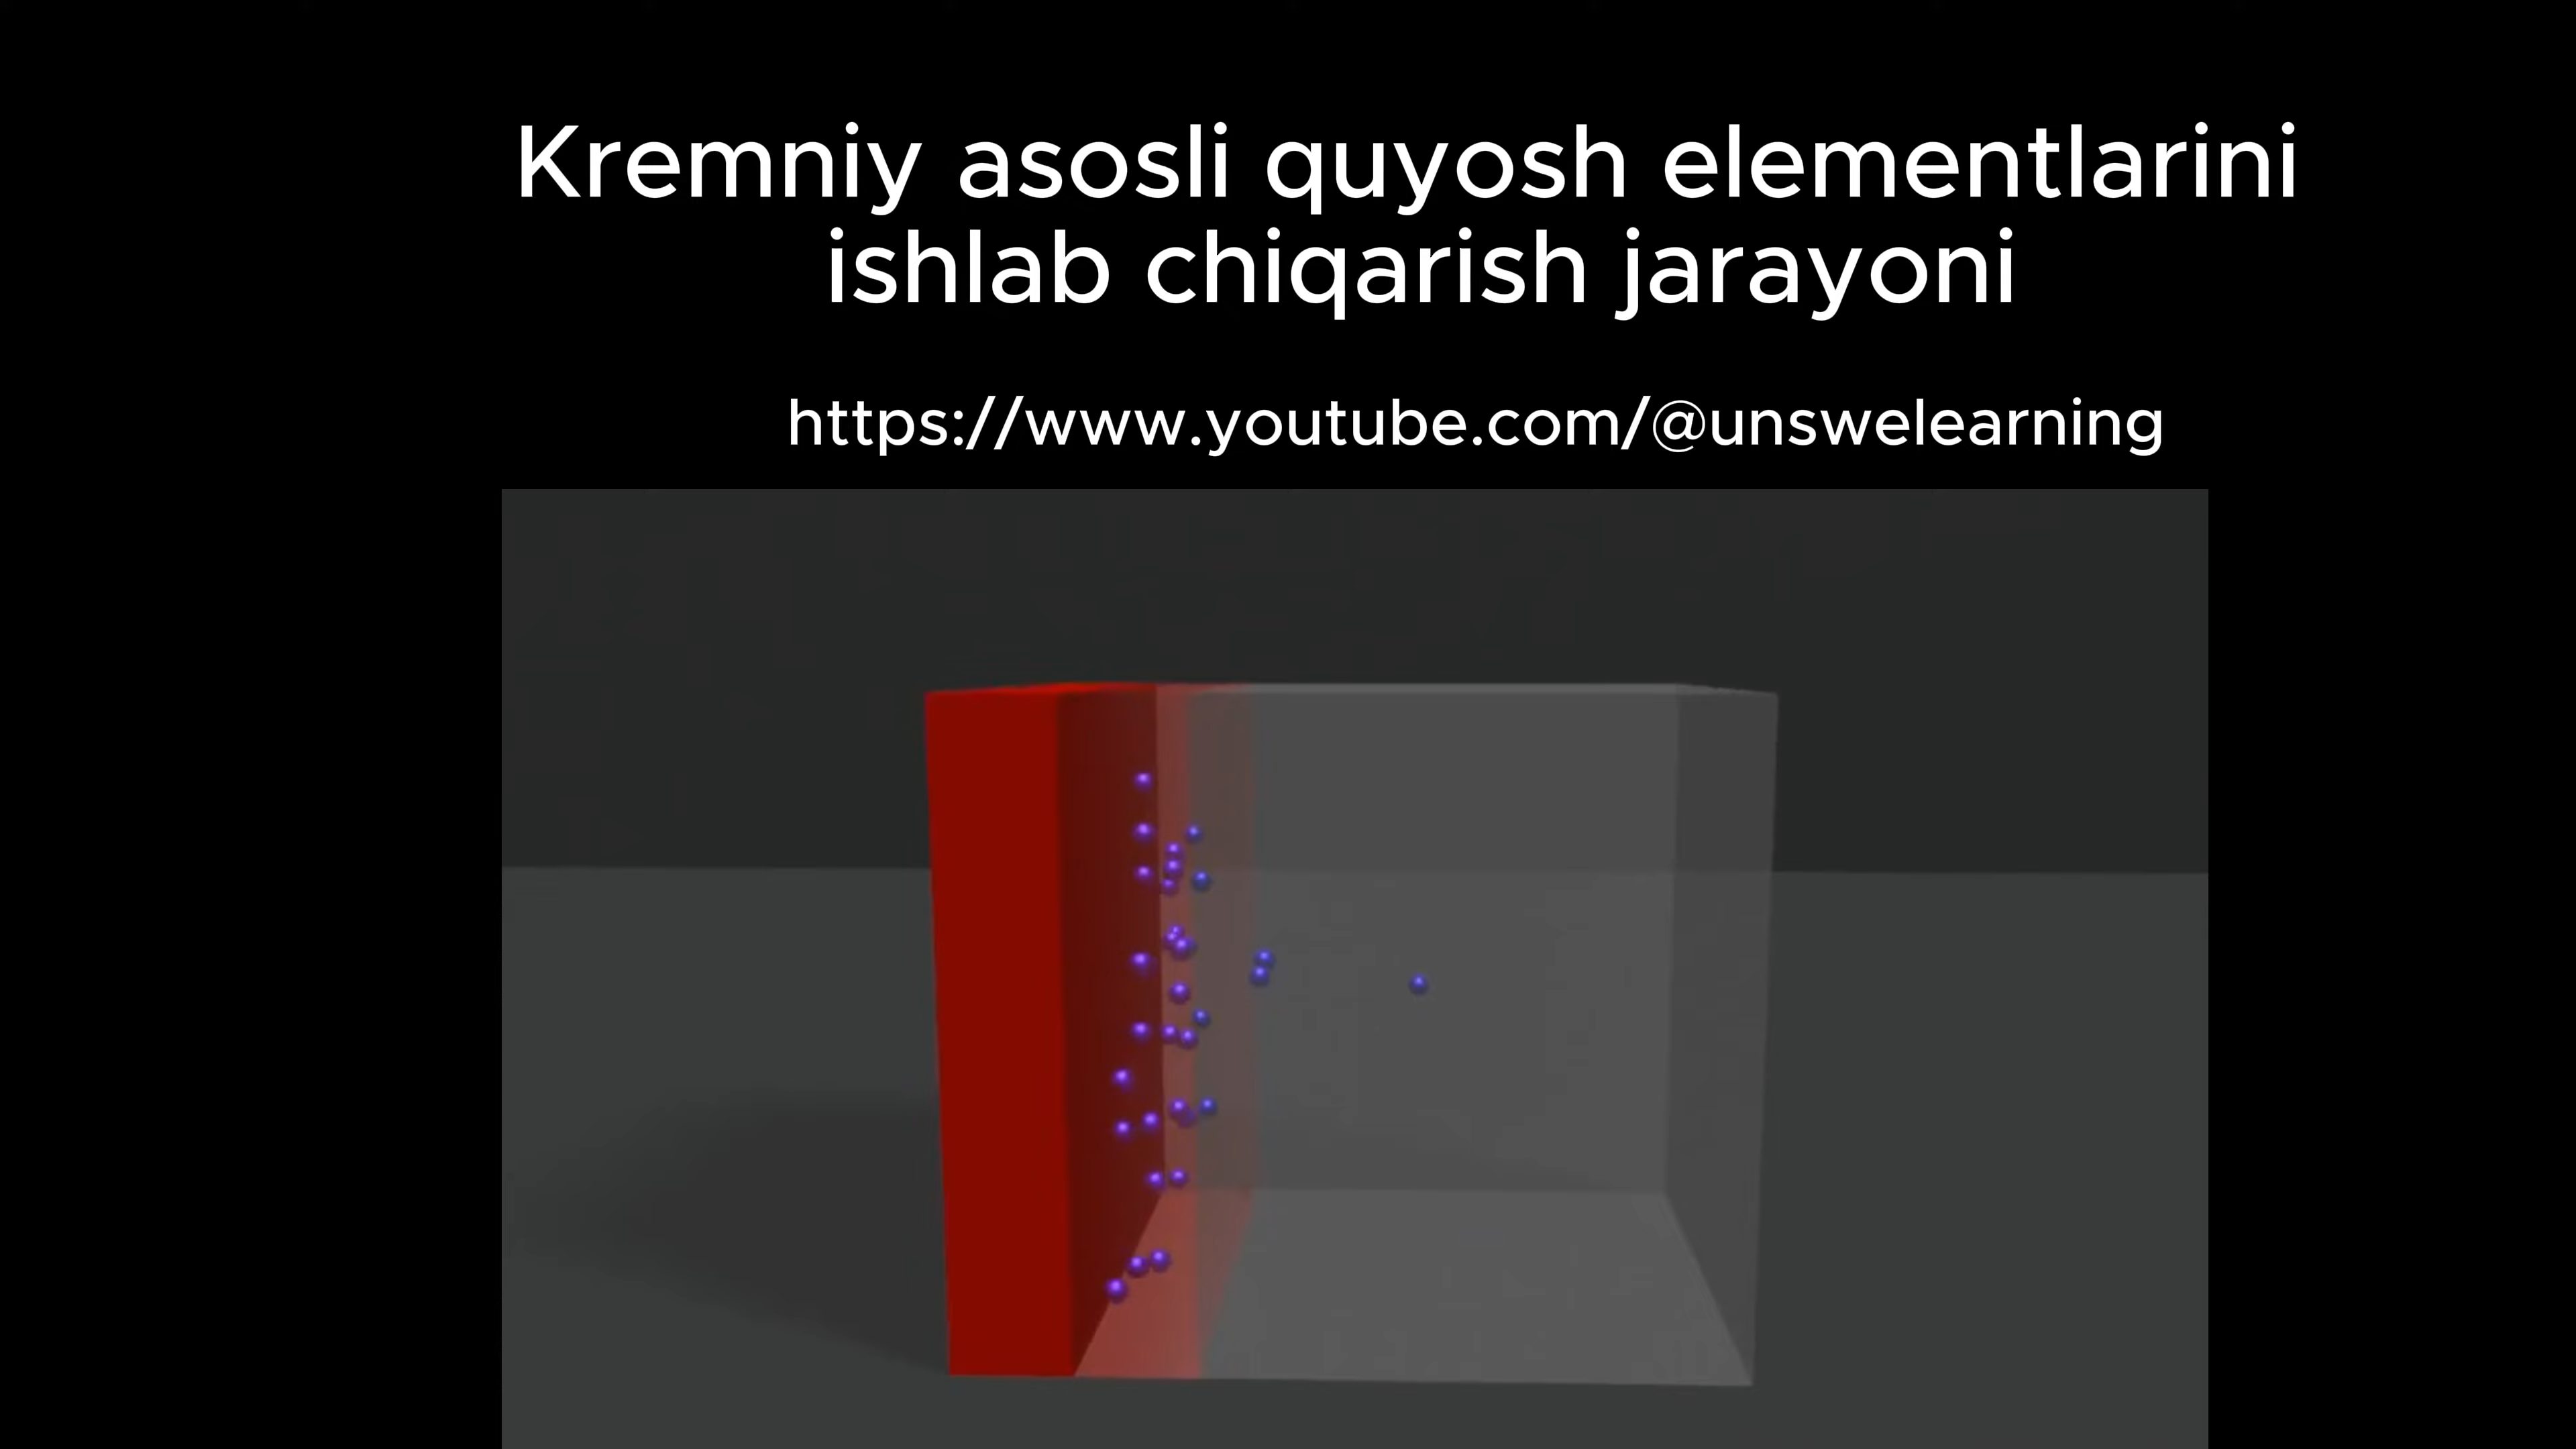 Kremniy asosli quyosh elementlarini
ishlab chiqarish jarayoni
https://www.youtube.com/@unswelearning